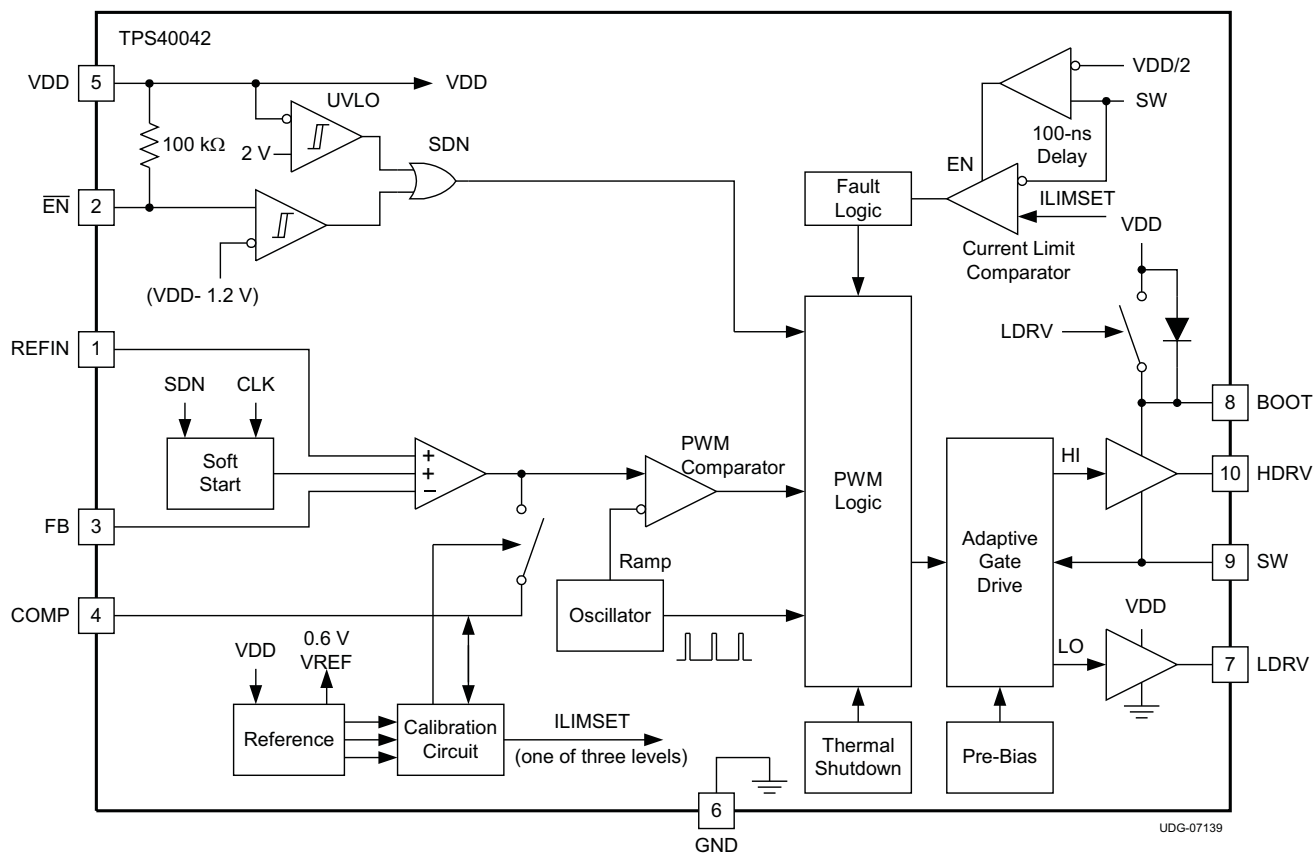 TPS40042
VDD
5
VDD
UVLO
100 kΩ
2 V
SDN
EN
2
(VDD- 1.2 V)
VDD/2
SW
100-ns
Delay
EN
ILIMSET
Fault
Logic
Current Limit
Comparator
VDD
LDRV
REFIN
1
SDN
CLK
Soft
Start
+
+
−
FB
3
PWM
Comparator
PWM
Logic
Ramp
Oscillator
COMP
4
VDD
0.6 V
VREF
Reference
Calibration
Circuit
ILIMSET
(one of three levels)
Thermal
Shutdown
Adaptive
Gate
Drive
Pre-Bias
HI
LO
VDD
8
BOOT
10
HDRV
9
SW
7
LDRV
6
GND
UDG-07139